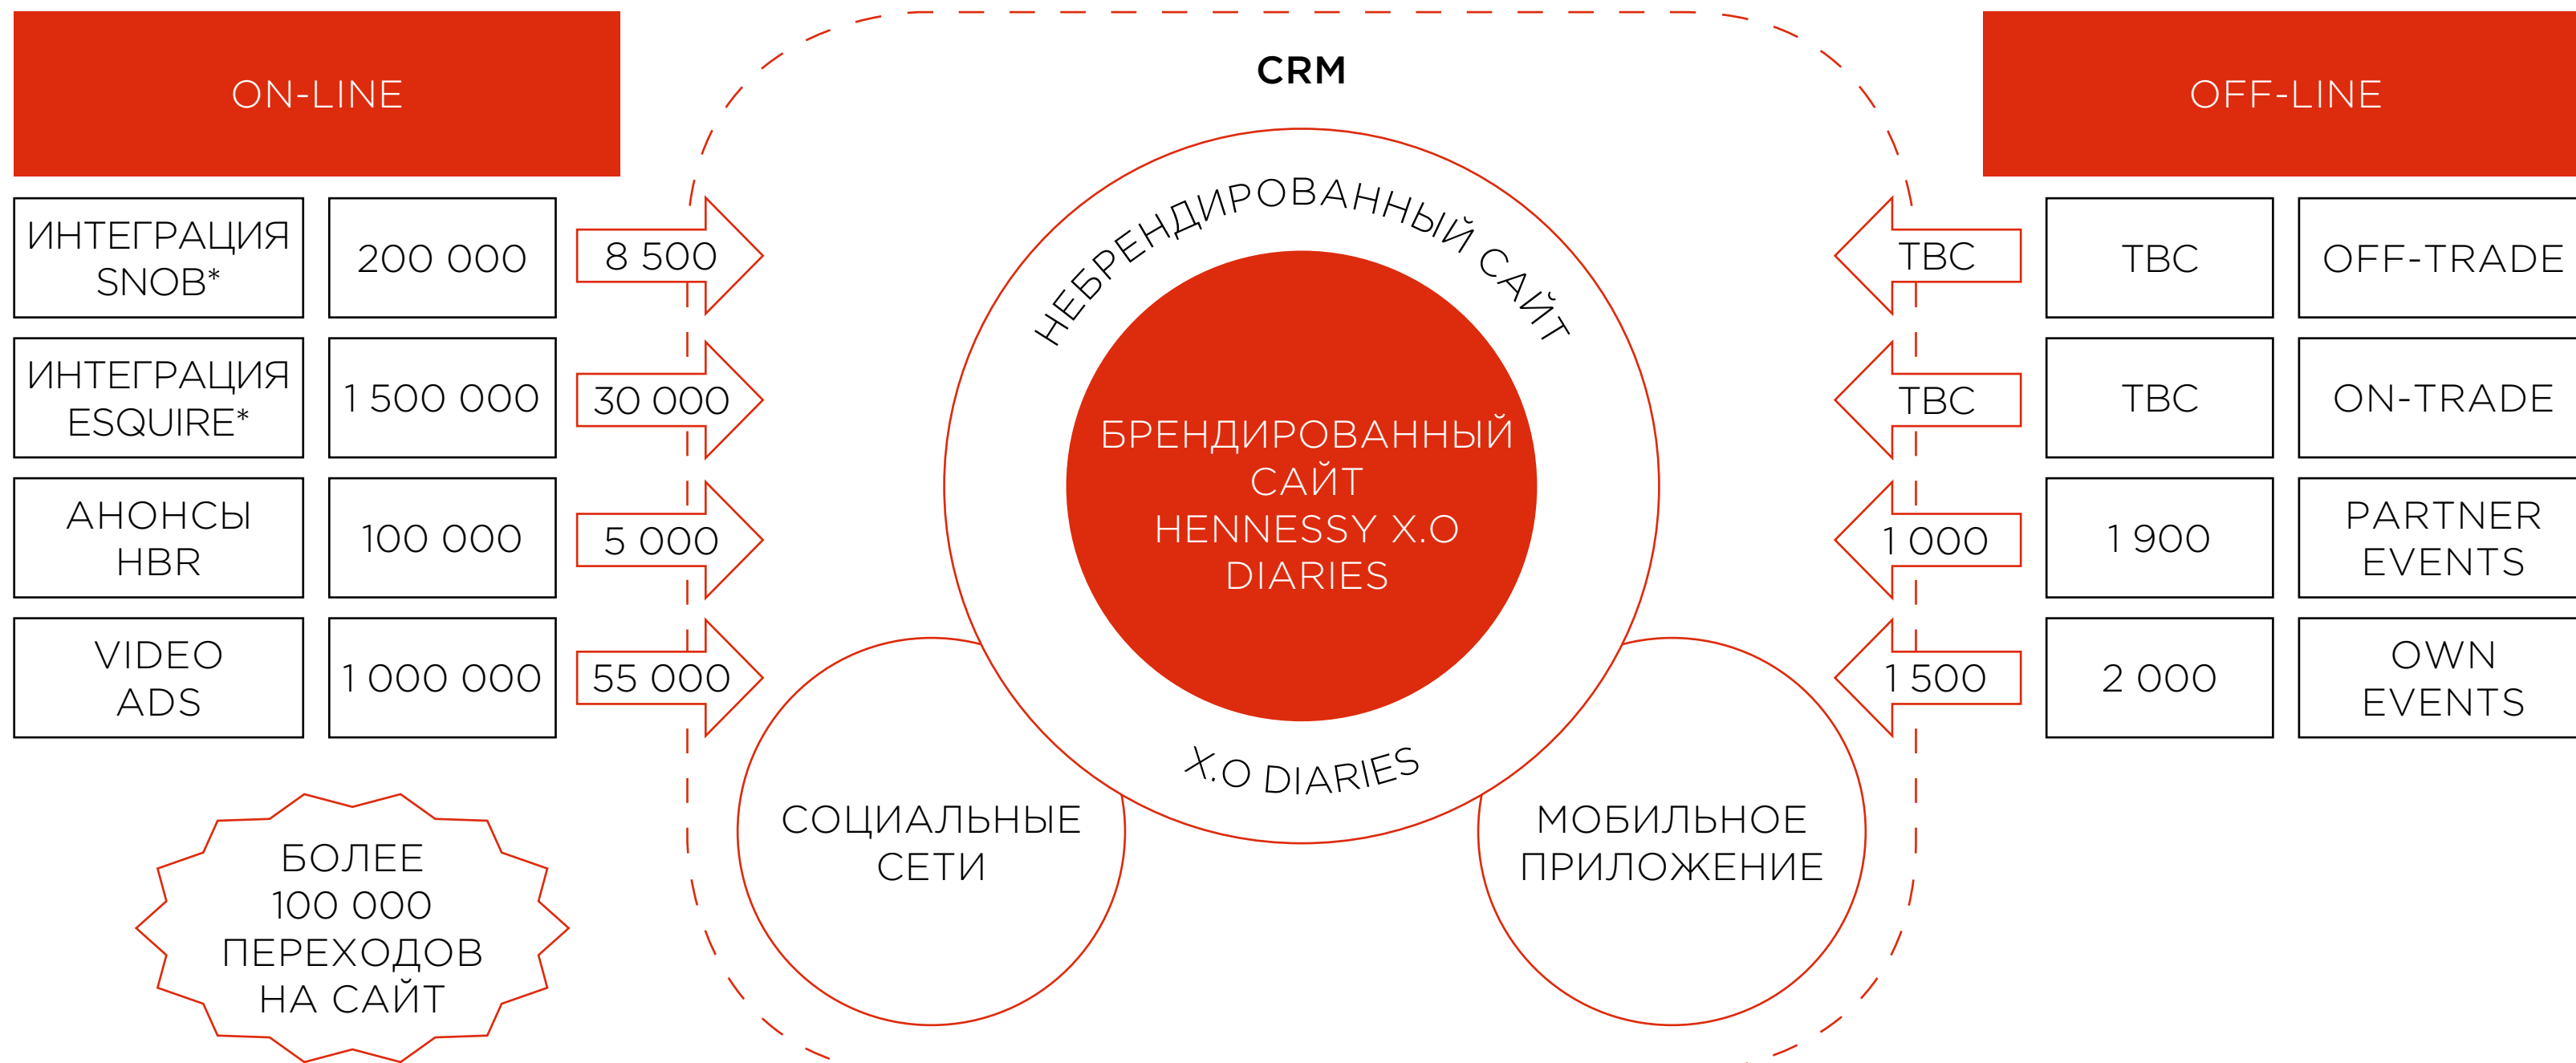 ON-LINE
ИНТЕГРАЦИЯ
SNOB*
200 000
8 500
ИНТЕГРАЦИЯ
ESQUIRE*
1 500 000
30 000
АНОНСЫ
HBR
100 000
5 000
VIDEO
ADS
1 000 000
55 000
БОЛЕЕ
100 000
ПЕРЕХОДОВ
НА САЙТ
CRM
НЕБРЕНДИРОВАННЫЙ САЙТ
БРЕНДИРОВАННЫЙ
САЙТ
HENNESSY X.O
DIARIES
X.O DIARIES
СОЦИАЛЬНЫЕ
СЕТИ
МОБИЛЬНОЕ
ПРИЛОЖЕНИЕ
OFF-LINE
TBC
TBC
OFF-TRADE
TBC
TBC
ON-TRADE
1 000
1 900
PARTNER
EVENTS
1 500
2 000
OWN
EVENTS